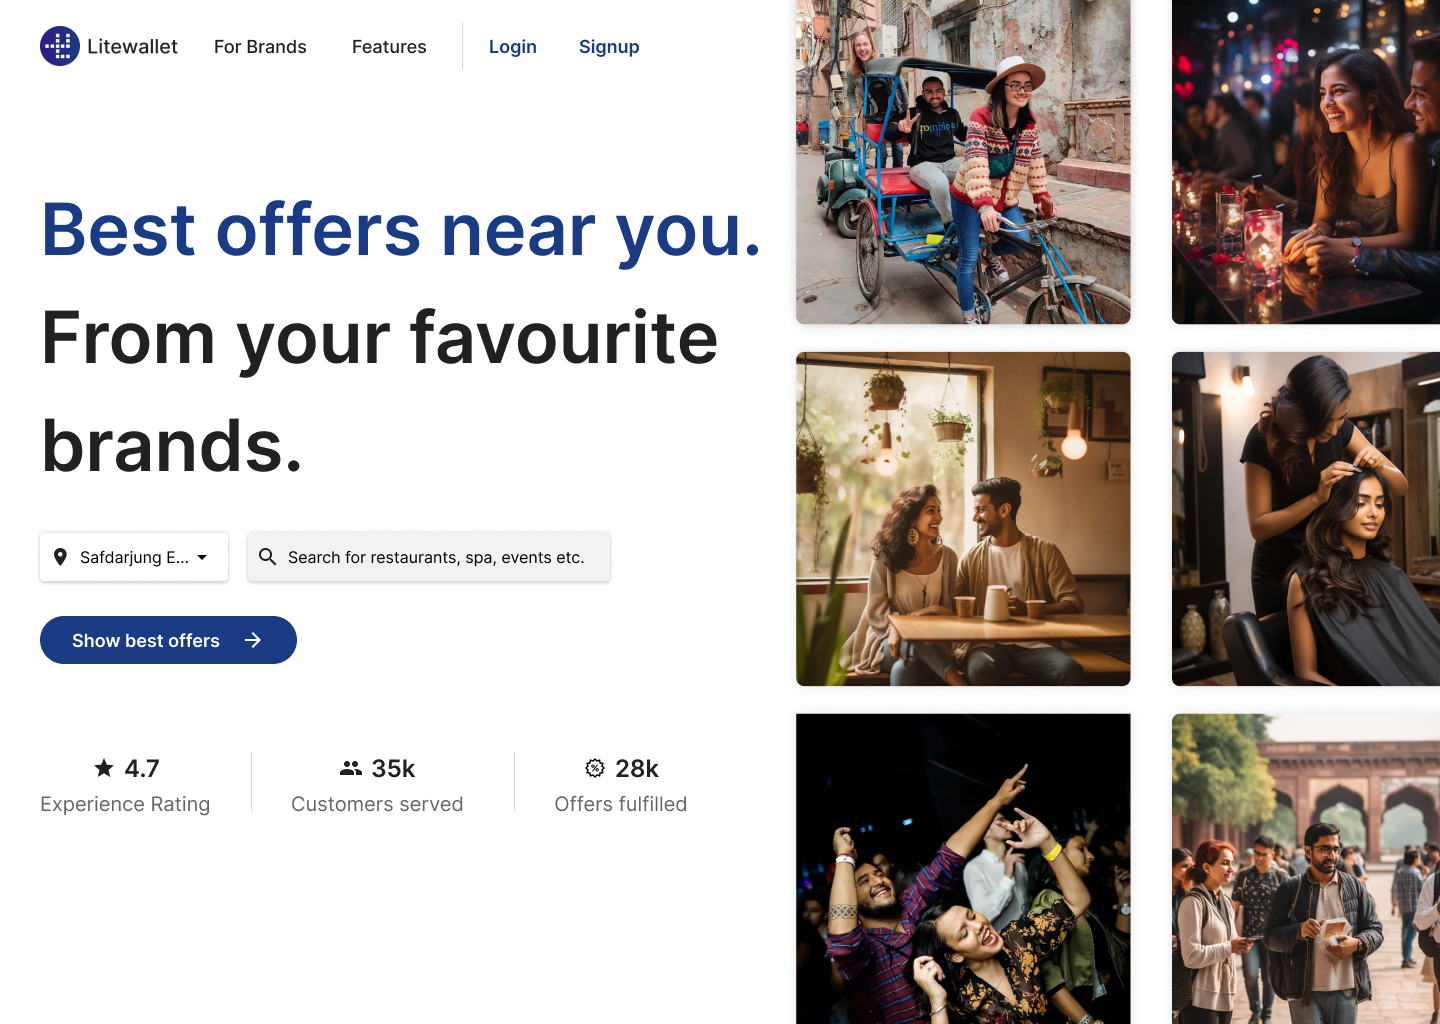 Litewallet
For Brands
Features
Login
Signup
Best offers near you.
From your favourite
brands.
Safdarjung E...
Search for restaurants, spa, events etc.
Show best offers
4.7
Experience Rating
35k
Customers served
28k
Offers fulfilled